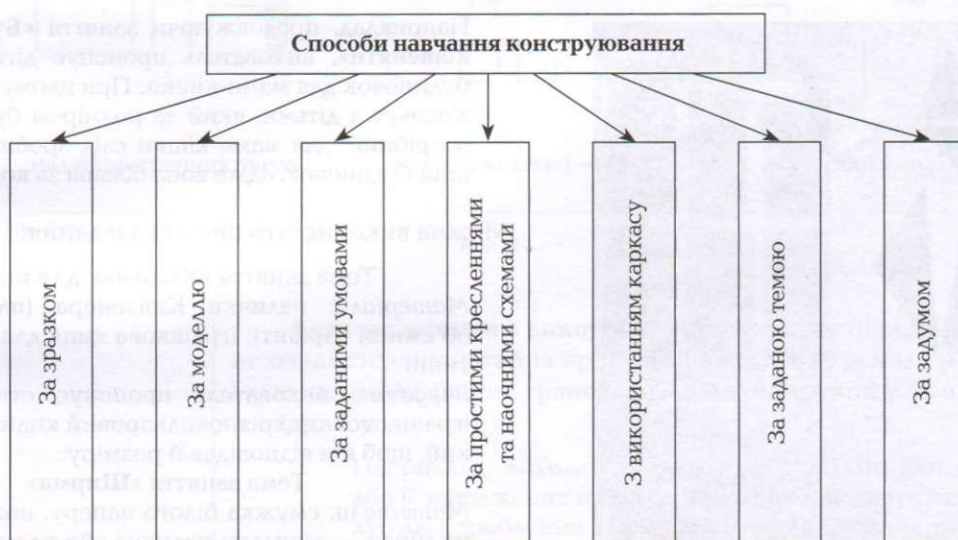 Способи навчання конструювання
За зразком
За моделлю
За заданими умовами
За простими кресленнями
та наочними схемами
З використанням каркасу
За заданою темою
За задумом